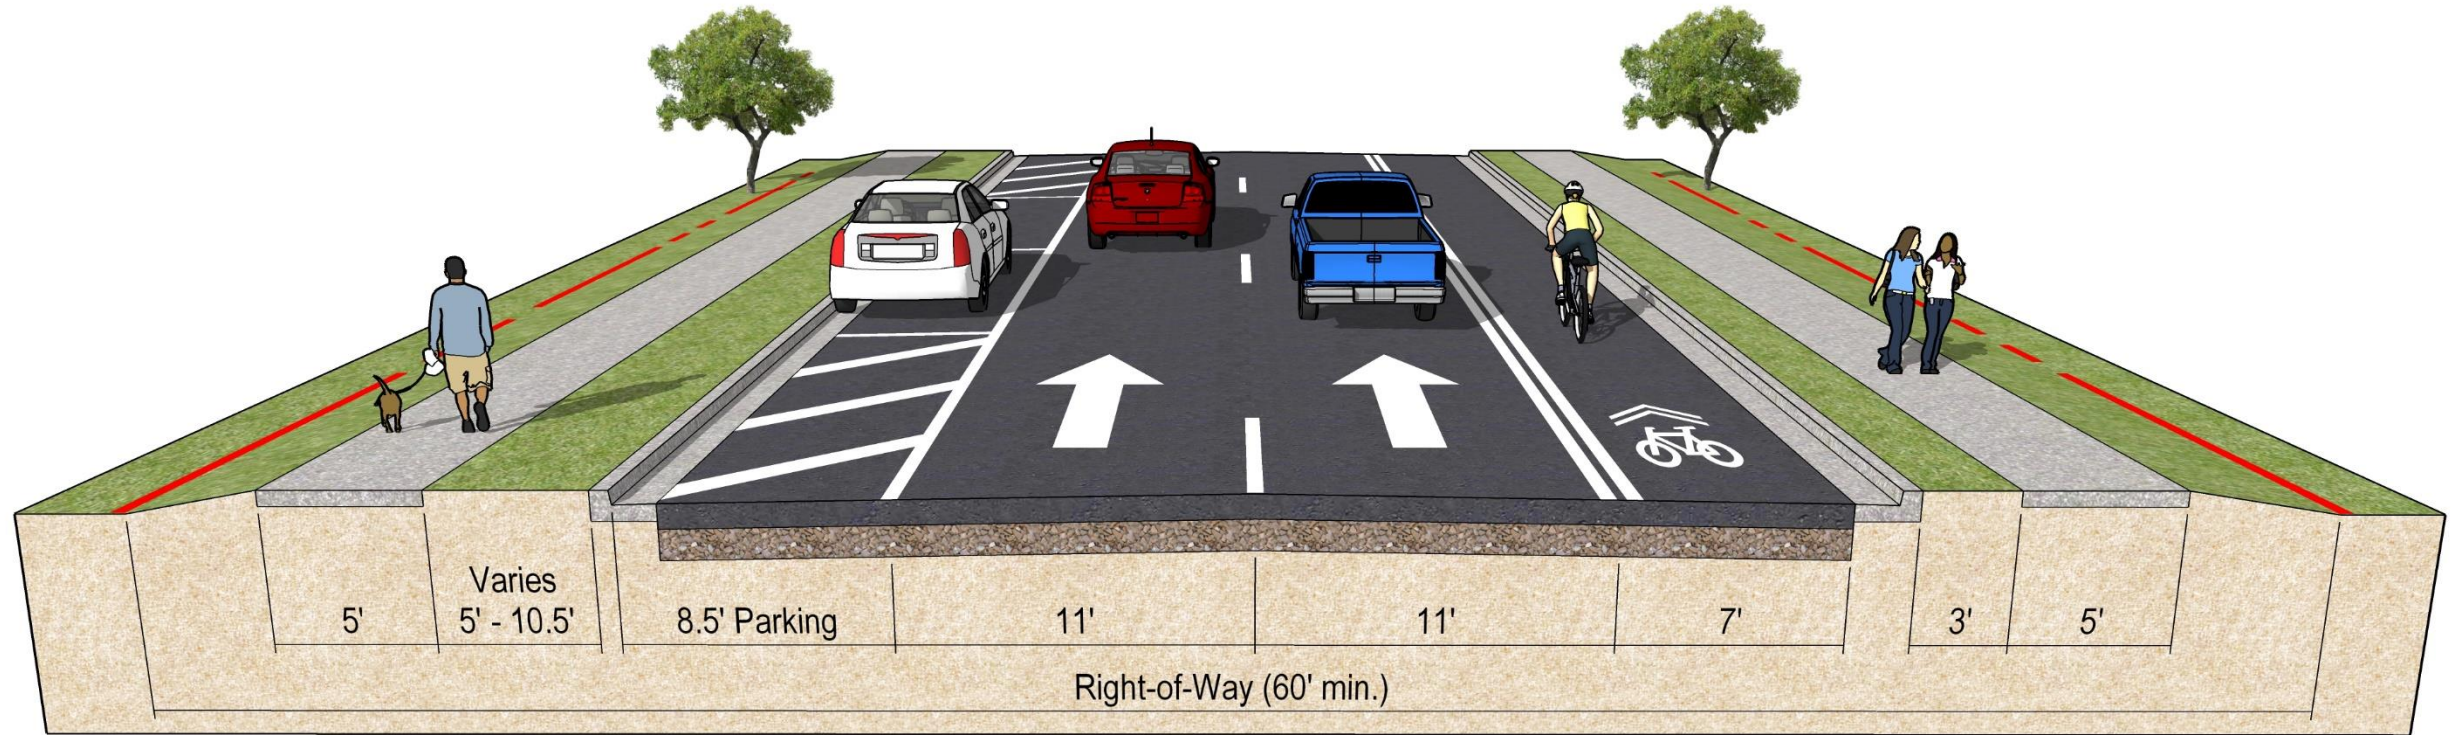 Varies
5' 5' - 10.5' 8.5' Parking 11' 11' 7' 3' 5'
Right-of-Way (60' min.)